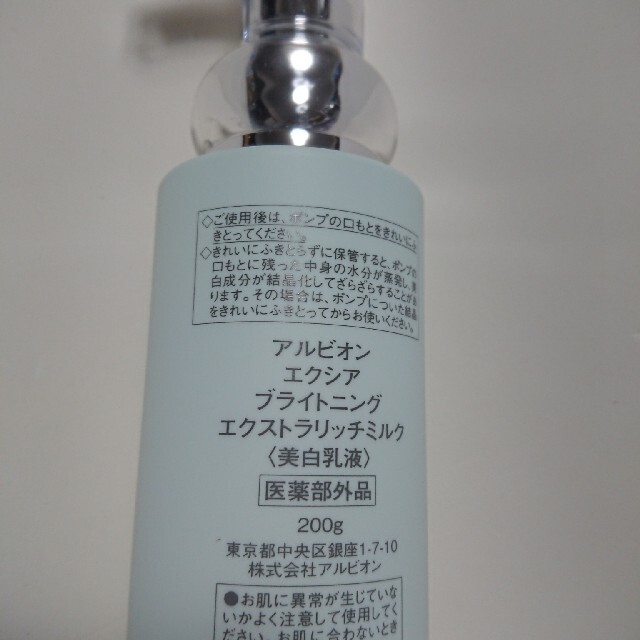 ◇ご使用後は、ポンプの口もとをきれいにふ
きとってください。
◇きれいにふきとらずに保管すると、ポンプの
口もとに残った中身の水分が蒸発し、美
白成分が結晶化してざらざらすることがあ
ります。その場合は、ポンプについた結晶
をきれいにふきとってからお使いください。
アルビオン
エクシア
ブライトニング
エクストラリッチミルク
〈美白乳液〉
医薬部外品
200g
東京都中央区銀座1-7-10
株式会社アルビオン
●お肌に異常が生じていな
いかよく注意して使用してく
ださい。お肌に合わないとき